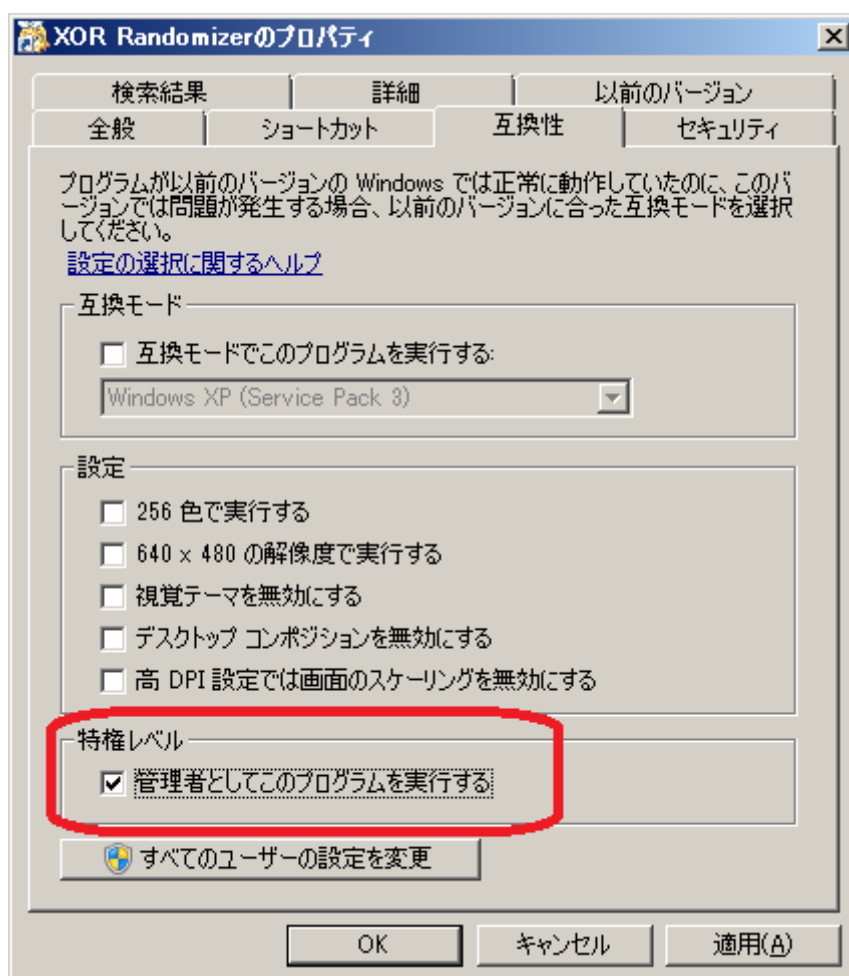 XOR Randomizerのプロパティ
検索結果 詳細 以前のバージョン
全般 ショートカット 互換性 セキュリティ
プログラムが以前のバージョンの Windows では正常に動作していたのに、このバ
ージョンでは問題が発生する場合、以前のバージョンに合った互換モードを選択
してください。
設定の選択に関するヘルプ
互換モード
互換モードでこのプログラムを実行する:
Windows XP (Service Pack 3)
設定
256 色で実行する
640 x 480 の解像度で実行する
視覚テーマを無効にする
デスクトップ コンポジションを無効にする
高 DPI 設定では画面のスケーリングを無効にする
特権レベル
管理者としてこのプログラムを実行する
すべてのユーザーの設定を変更
OK キャンセル 適用(A)